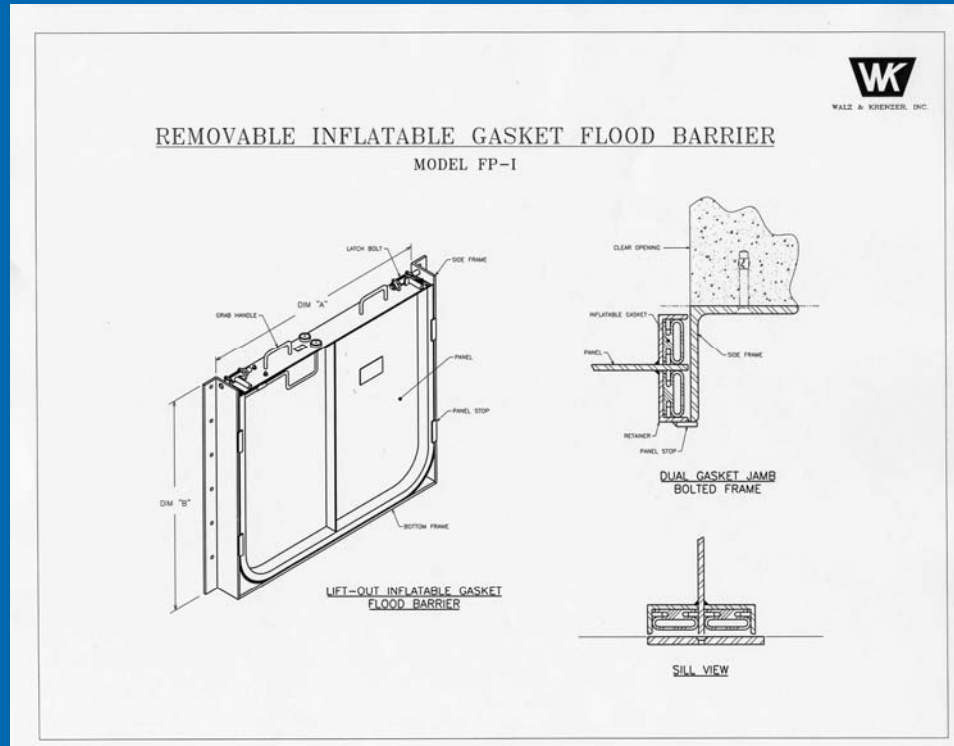 WK
WALZ & KRENZER, INC.
REMOVABLE INFLATABLE GASKET FLOOD BARRIER
MODEL FP-I
LATCH BOLT
SIDE FRAME
DIM "A"
GRAB HANDLE
PANEL
PANEL STOP
DIM "B"
BOTTOM FRAME
LIFT-OUT INFLATABLE GASKET
FLOOD BARRIER
CLEAR OPENING
INFLATABLE GASKET
PANEL
SIDE FRAME
RETAINER
PANEL STOP
DUAL GASKET JAMB
BOLTED FRAME
SILL VIEW